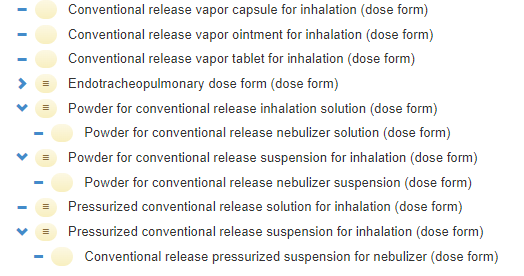 Conventional release vapor capsule for inhalation (dose form)
Conventional release vapor ointment for inhalation (dose form)
Conventional release vapor tablet for inhalation (dose form)
Endotracheopulmonary dose form (dose form)
Powder for conventional release inhalation solution (dose form)
Powder for conventional release nebulizer solution (dose form)
Powder for conventional release suspension for inhalation (dose form)
Powder for conventional release nebulizer suspension (dose form)
Pressurized conventional release solution for inhalation (dose form)
Pressurized conventional release suspension for inhalation (dose form)
Conventional release pressurized suspension for nebulizer (dose form)